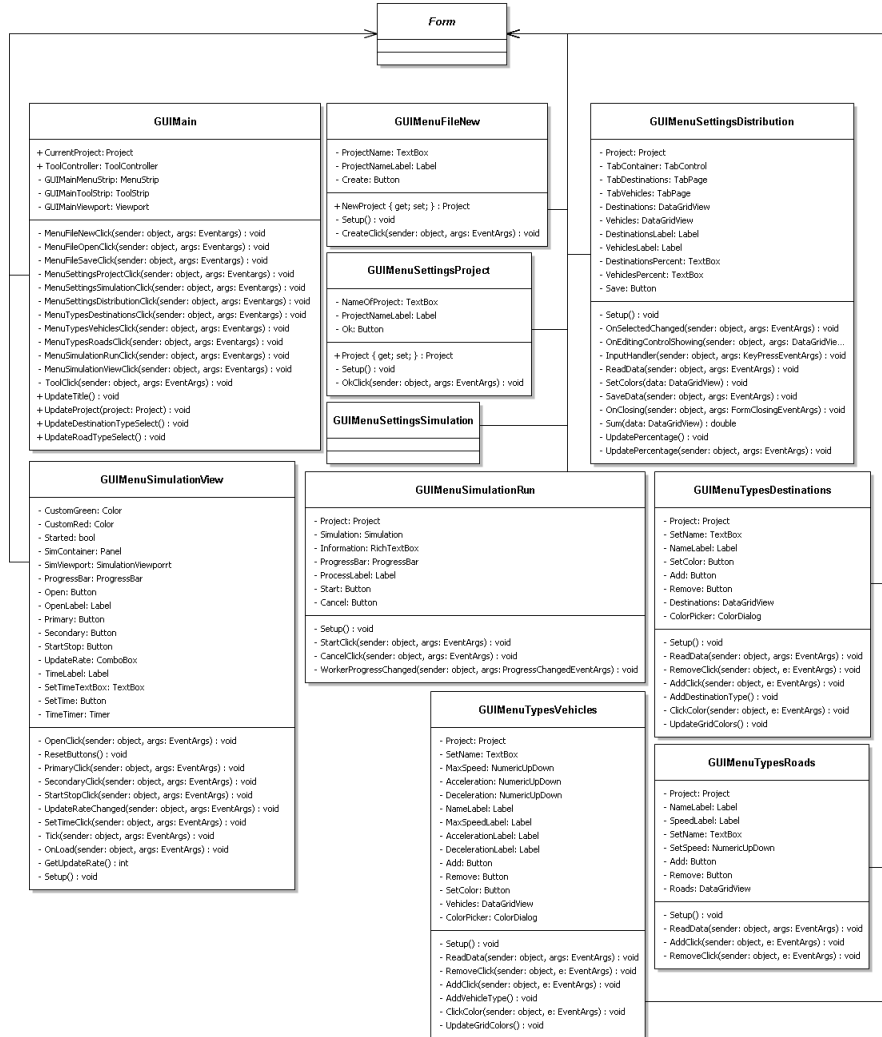 Form
GUIMain
+ CurrentProject: Project
+ ToolController: ToolController
- GUIMainMenuStrip: MenuStrip
- GUIMainToolStrip: ToolStrip
- GUIMainViewport: Viewport
- MenuFileNewClick(sender: object, args: Eventargs) : void
- MenuFileOpenClick(sender: object, args: Eventargs) : void
- MenuFileSaveClick(sender: object, args: Eventargs) : void
- MenuSettingsProjectClick(sender: object, args: Eventargs) : void
- MenuSettingsSimulationClick(sender: object, args: Eventargs) : void
- MenuSettingsDistributionClick(sender: object, args: Eventargs) : void
- MenuTypesDestinationsClick(sender: object, args: Eventargs) : void
- MenuTypesVehiclesClick(sender: object, args: Eventargs) : void
- MenuTypesRoadsClick(sender: object, args: Eventargs) : void
- MenuSimulationRunClick(sender: object, args: Eventargs) : void
- MenuSimulationViewClick(sender: object, args: Eventargs) : void
- ToolClick(sender: object, args: EventArgs) : void
+ UpdateTitle() : void
+ UpdateProject(project: Project) : void
+ UpdateDestinationTypeSelect() : void
+ UpdateRoadTypeSelect() : void
GUIMenuFileNew
- ProjectName: TextBox
- ProjectNameLabel: Label
- Create: Button
+ NewProject { get; set; } : Project
- Setup() : void
- CreateClick(sender: object, args: EventArgs) : void
GUIMenuSettingsProject
- NameOfProject: TextBox
- ProjectNameLabel: Label
- Ok: Button
+ Project { get; set; } : Project
- Setup() : void
- OkClick(sender: object, args: EventArgs) : void
GUIMenuSettingsSimulation
GUIMenuSettingsDistribution
- Project: Project
- TabContainer: TabControl
- TabDestinations: TabPage
- TabVehicles: TabPage
- Destinations: DataGridView
- Vehicles: DataGridView
- DestinationsLabel: Label
- VehiclesLabel: Label
- DestinationsPercent: TextBox
- VehiclesPercent: TextBox
- Save: Button
- Setup() : void
- OnSelectedChanged(sender: object, args: EventArgs) : void
- OnEditingControlShowing(sender: object, args: DataGridVie...
- InputHandler(sender: object, args: KeyPressEventArgs) : void
- ReadData(sender: object, args: EventArgs) : void
- SetColors(data: DataGridView) : void
- SaveData(sender: object, args: EventArgs) : void
- OnClosing(sender: object, args: FormClosingEventArgs) : void
- Sum(data: DataGridView) : double
- UpdatePercentage() : void
- UpdatePercentage(sender: object, args: EventArgs) : void
GUIMenuSimulationView
- CustomGreen: Color
- CustomRed: Color
- Started: bool
- SimContainer: Panel
- SimViewport: SimulationViewporrt
- ProgressBar: ProgressBar
- Open: Button
- OpenLabel: Label
- Primary: Button
- Secondary: Button
- StartStop: Button
- UpdateRate: ComboBox
- TimeLabel: Label
- SetTimeTextBox: TextBox
- SetTime: Button
- TimeTimer: Timer
- OpenClick(sender: object, args: EventArgs) : void
- ResetButtons() : void
- PrimaryClick(sender: object, args: EventArgs) : void
- SecondaryClick(sender: object, args: EventArgs) : void
- StartStopClick(sender: object, args: EventArgs) : void
- UpdateRateChanged(sender: object, args: EventArgs) : void
- SetTimeClick(sender: object, args: EventArgs) : void
- Tick(sender: object, args: EventArgs) : void
- OnLoad(sender: object, args: EventArgs) : void
- GetUpdateRate() : int
- Setup() : void
GUIMenuSimulationRun
- Project: Project
- Simulation: Simulation
- Information: RichTextBox
- ProgressBar: ProgressBar
- ProcessLabel: Label
- Start: Button
- Cancel: Button
- Setup() : void
- StartClick(sender: object, args: EventArgs) : void
- CancelClick(sender: object, args: EventArgs) : void
- WorkerProgressChanged(sender: object, args: ProgressChangedEventArgs) : void
GUIMenuTypesDestinations
- Project: Project
- SetName: TextBox
- NameLabel: Label
- SetColor: Button
- Add: Button
- Remove: Button
- Destinations: DataGridView
- ColorPicker: ColorDialog
- Setup() : void
- ReadData(sender: object, args: EventArgs) : void
- RemoveClick(sender: object, e: EventArgs) : void
- AddClick(sender: object, e: EventArgs) : void
- AddDestinationType() : void
- ClickColor(sender: object, e: EventArgs) : void
- UpdateGridColors() : void
GUIMenuTypesVehicles
- Project: Project
- SetName: TextBox
- MaxSpeed: NumericUpDown
- Acceleration: NumericUpDown
- Deceleration: NumericUpDown
- NameLabel: Label
- MaxSpeedLabel: Label
- AccelerationLabel: Label
- DecelerationLabel: Label
- Add: Button
- Remove: Button
- SetColor: Button
- Vehicles: DataGridView
- ColorPicker: ColorDialog
- Setup() : void
- ReadData(sender: object, args: EventArgs) : void
- RemoveClick(sender: object, e: EventArgs) : void
- AddClick(sender: object, e: EventArgs) : void
- AddVehicleType() : void
- ClickColor(sender: object, e: EventArgs) : void
- UpdateGridColors() : void
GUIMenuTypesRoads
- Project: Project
- NameLabel: Label
- SpeedLabel: Label
- SetName: TextBox
- SetSpeed: NumericUpDown
- Add: Button
- Remove: Button
- Roads: DataGridView
- Setup() : void
- ReadData(sender: object, args: EventArgs) : void
- AddClick(sender: object, e: EventArgs) : void
- RemoveClick(sender: object, e: EventArgs) : void